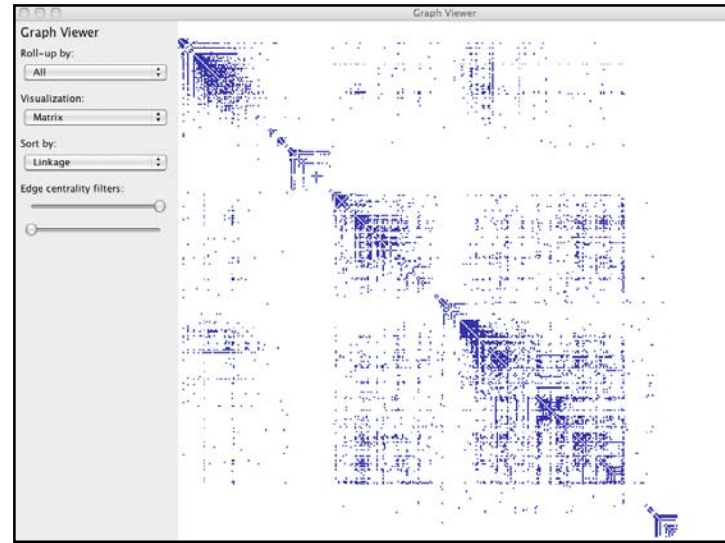 Graph Viewer
Graph Viewer
Roll-up by:
All
Visualization:
Matrix
Sort by:
Linkage
Edge centrality filters: